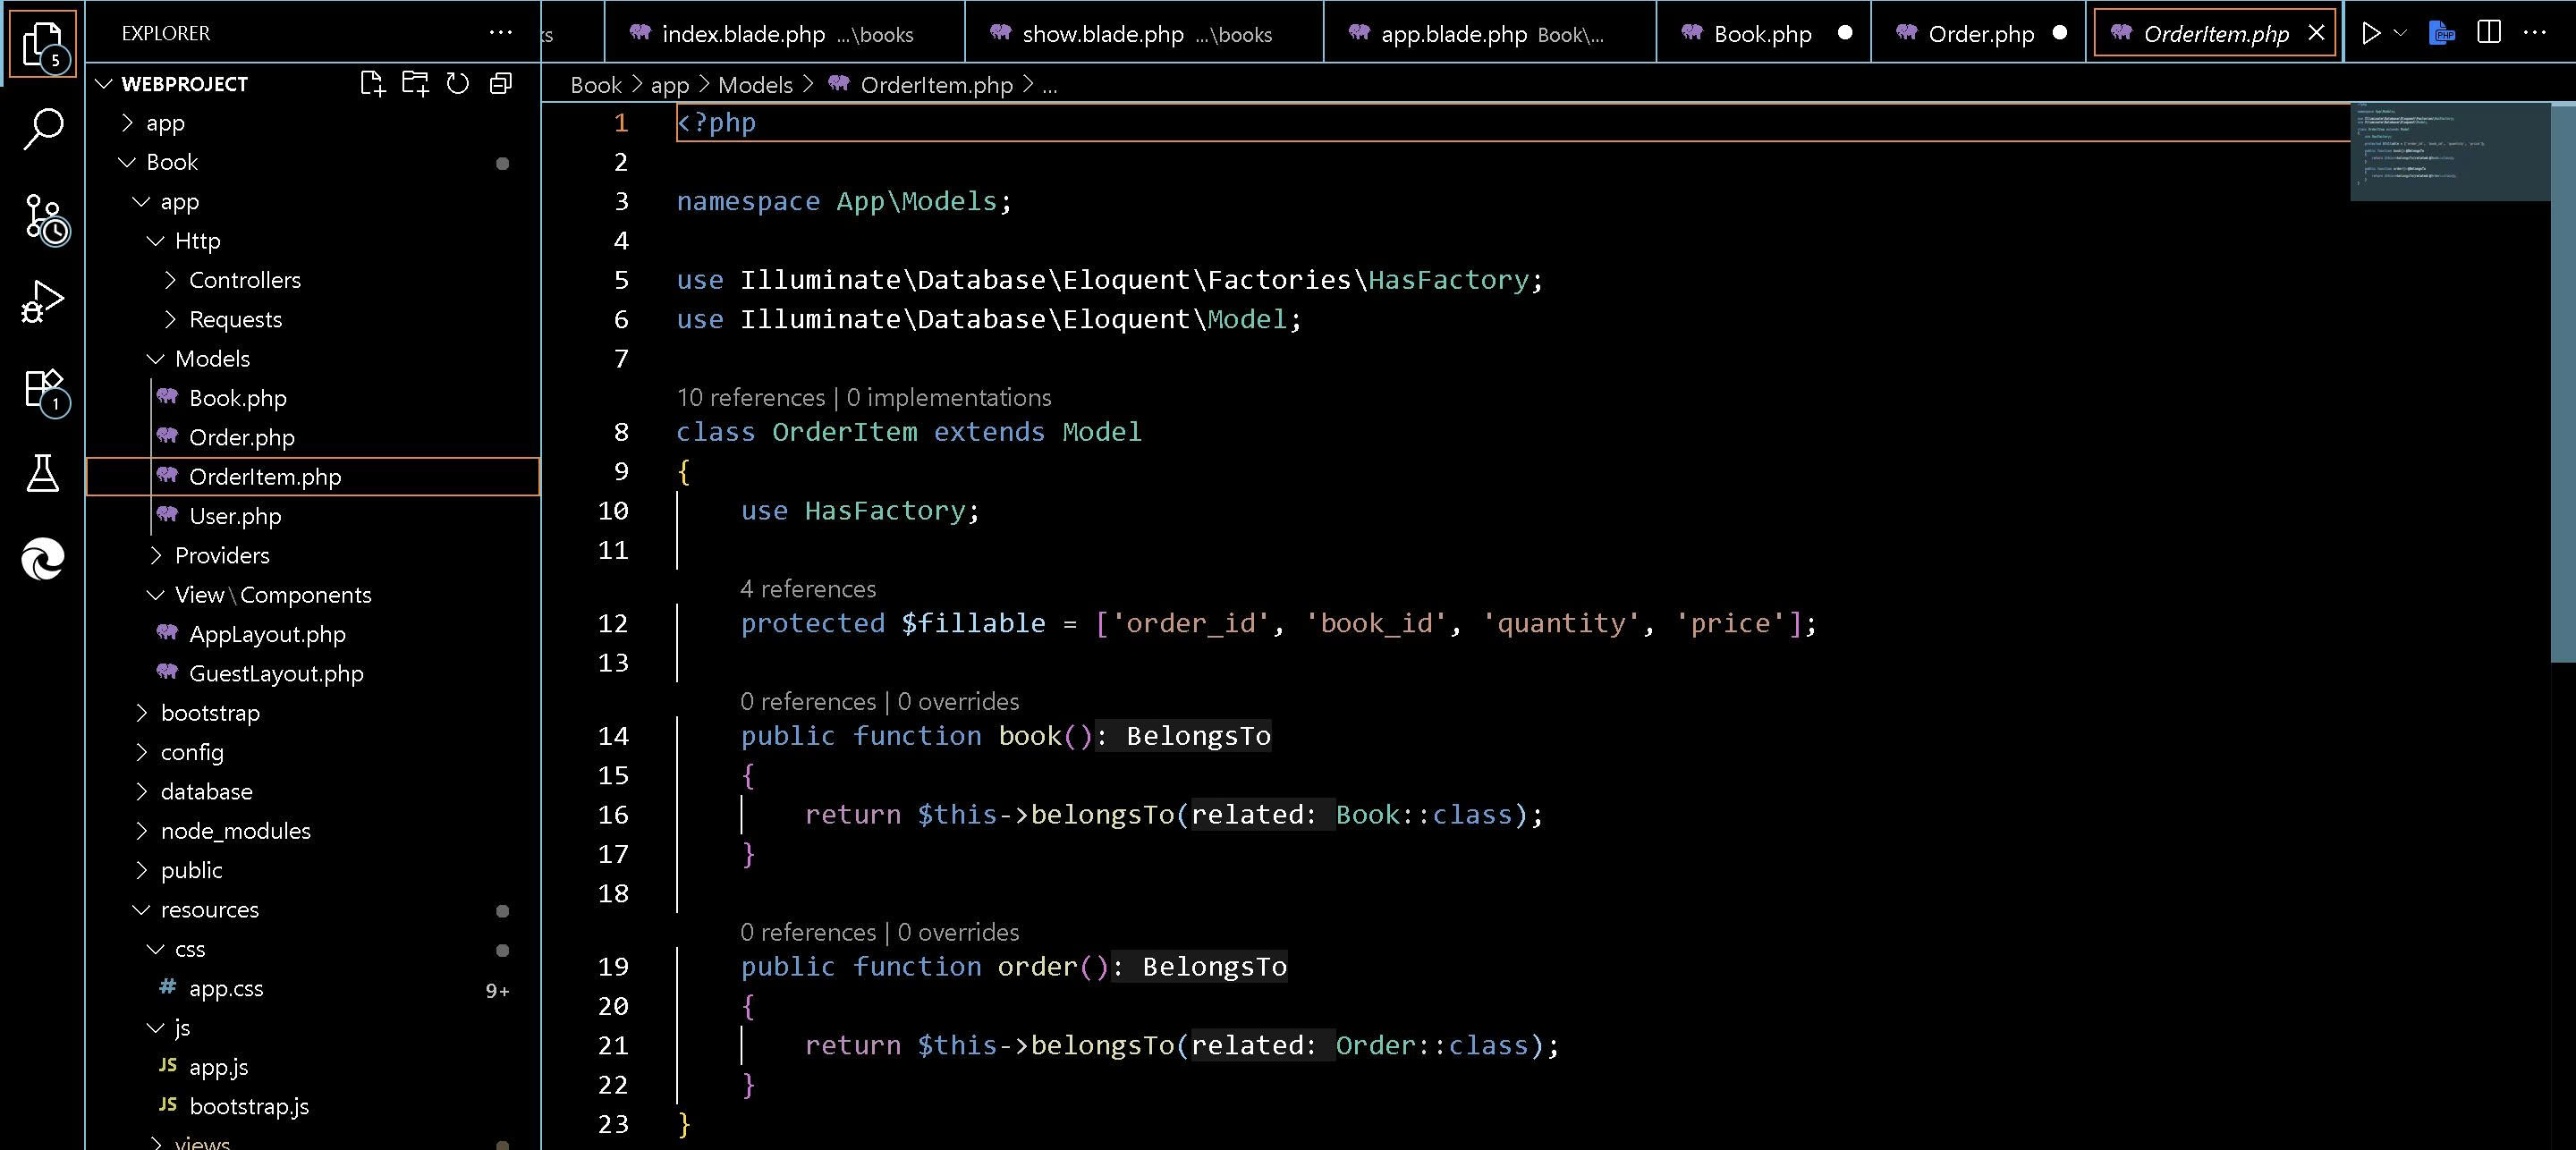 EXPLORER
ks
index.blade.php ...\books
show.blade.php ...\books
app.blade.php Book\...
Book.php
Order.php
OrderItem.php
PHP
5
WEBPROJECT
app
Book
app
Http
Controllers
Requests
Models
Book.php
Order.php
OrderItem.php
User.php
Providers
View\Components
AppLayout.php
GuestLayout.php
bootstrap
config
database
node_modules
public
resources
css
# app.css 9+
js
JS app.js
JS bootstrap.js
views
1
Book > app > Models > OrderItem.php > ...
1 <?php
2
3 namespace App\Models;
4
5 use Illuminate\Database\Eloquent\Factories\HasFactory;
6 use Illuminate\Database\Eloquent\Model;
7
10 references | 0 implementations
8 class OrderItem extends Model
9 {
10 use HasFactory;
11
4 references
12 protected $fillable = ['order_id', 'book_id', 'quantity', 'price'];
13
0 references | 0 overrides
14 public function book(): BelongsTo
15 {
16 return $this->belongsTo(related: Book::class);
17 }
18
0 references | 0 overrides
19 public function order(): BelongsTo
20 {
21 return $this->belongsTo(related: Order::class);
22 }
23 }